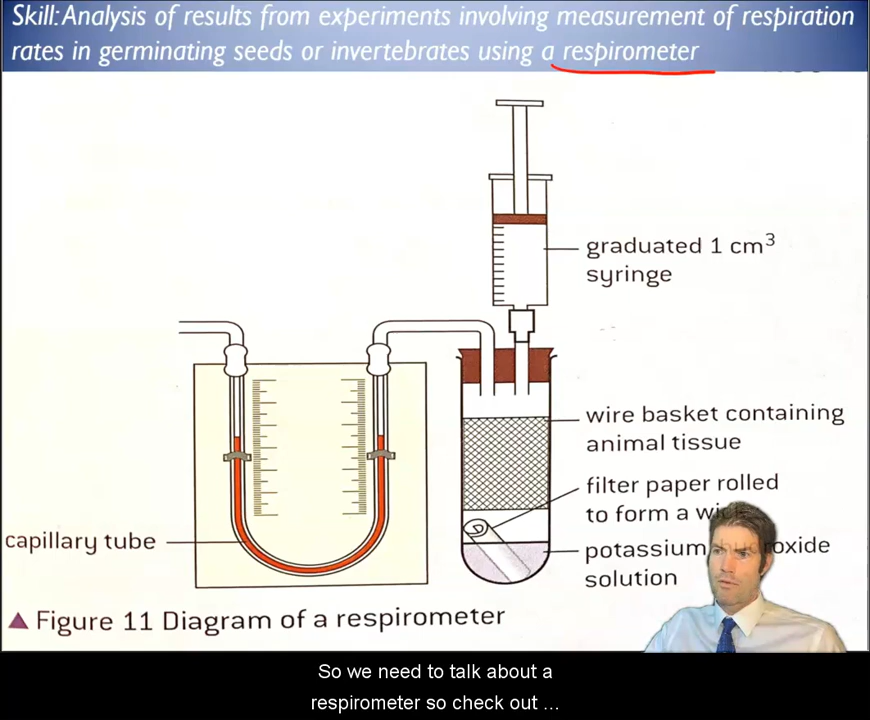 Skill: Analysis of results from experiments involving measurement of respiration
rates in germinating seeds or invertebrates using a respirometer
graduated 1 cm³
syringe
wire basket containing
animal tissue
filter paper rolled
to form a
capillary tube
potassium
solution
▲ Figure 11 Diagram of a respirometer
So we need to talk about a
respirometer so check out ...